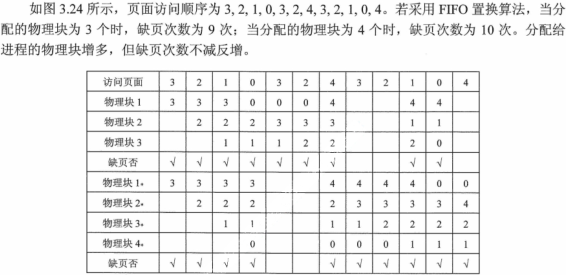 如图 3.24 所示，页面访问顺序为 3, 2, 1, 0, 3, 2, 4, 3, 2, 1, 0, 4。若采用 FIFO 置换算法，当分
配的物理块为 3 个时，缺页次数为 9 次；当分配的物理块为 4 个时，缺页次数为 10 次。分配给
进程的物理块增多，但缺页次数不减反增。
访问页面 3 2 1 0 3 2 4 3 2 1 0 4
物理块 1 3 3 3 0 0 0 4 4 4
物理块 2 2 2 2 3 3 3 1 1
物理块 3 1 1 1 2 2 2 0
缺页否 √ √ √ √ √ √ √ √ √
物理块 1* 3 3 3 3 4 4 4 4 0 0
物理块 2* 2 2 2 2 3 3 3 3 4
物理块 3* 1 1 1 1 2 2 2 2
物理块 4* 0 0 0 0 1 1 1
缺页否 √ √ √ √ √ √ √ √ √ √